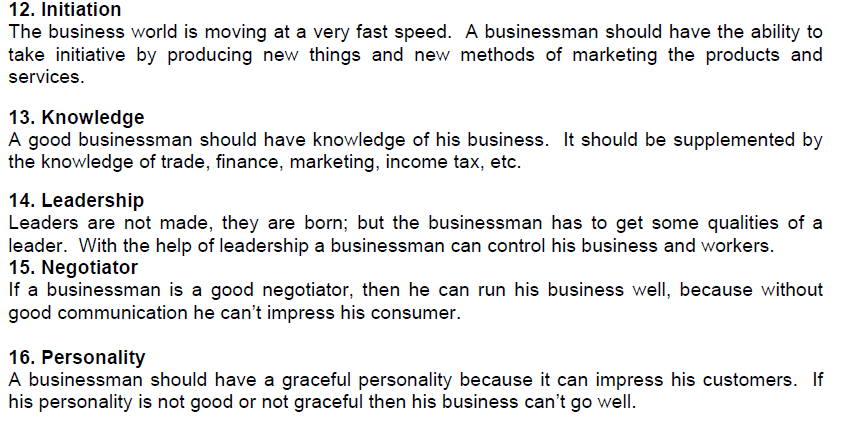 12. Initiation
The business world is moving at a very fast speed.  A businessman should have the ability to
take initiative by producing new things and new methods of marketing the products and
services.
13. Knowledge
A good businessman should have knowledge of his business.  It should be supplemented by
the knowledge of trade, finance, marketing, income tax, etc.
14. Leadership
Leaders are not made, they are born; but the businessman has to get some qualities of a
leader.  With the help of leadership a businessman can control his business and workers.
15. Negotiator
If a businessman is a good negotiator, then he can run his business well, because without
good communication he can’t impress his consumer.
16. Personality
A businessman should have a graceful personality because it can impress his customers.  If
his personality is not good or not graceful then his business can’t go well.